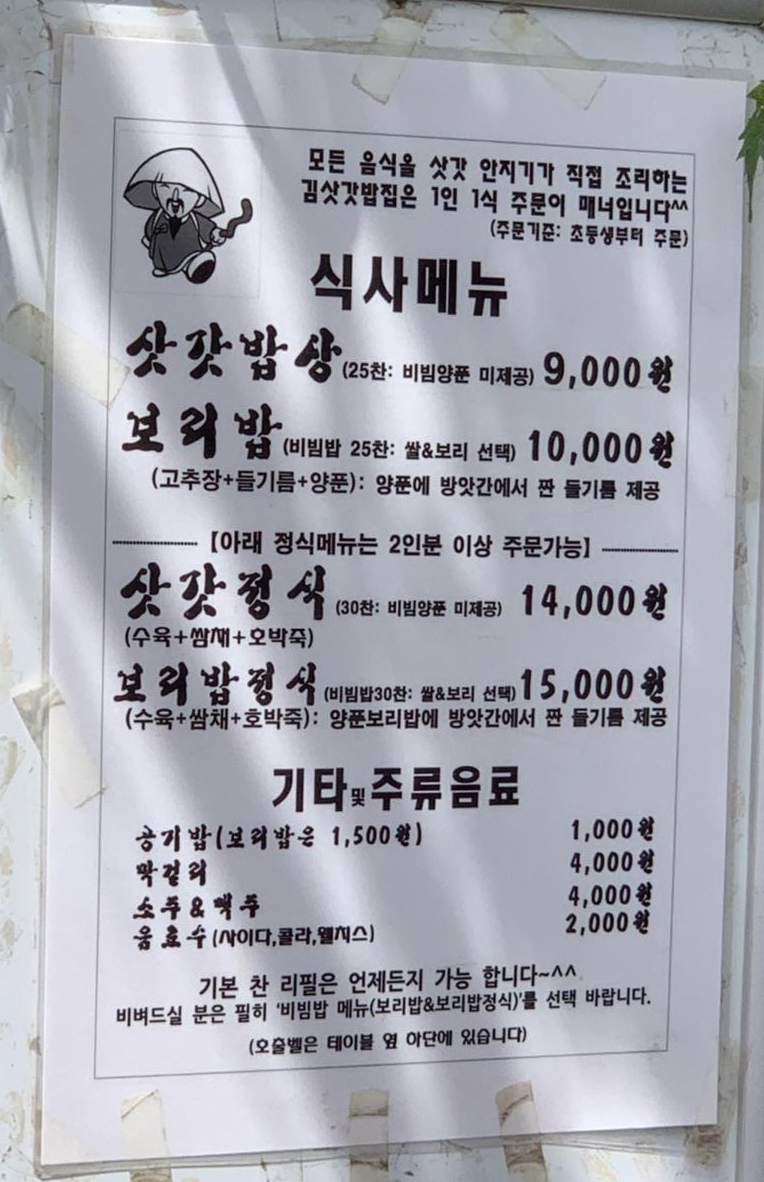 모든 음식을 삿갓 안지기가 직접 조리하는
김삿갓밥집은 1인 1식 주문이 매너입니다^^
(주문기준: 초등생부터 주문)
식사메뉴
삿갓밥상(25찬: 비빔양푼 미제공) 9,000원
보리밥(비빔밥 25찬: 쌀&보리 선택) 10,000원
(고추장+들기름+양푼): 양푼에 방앗간에서 짠 들기름 제공
【아래 정식메뉴는 2인분 이상 주문가능】
삿갓정식(30찬: 비빔양푼 미제공) 14,000원
(수육+쌈채+호박죽)
보리밥정식(비빔밥30찬: 쌀&보리 선택) 15,000원
(수육+쌈채+호박죽): 양푼보리밥에 방앗간에서 짠 들기름 제공
기타및주류음료
공기밥(보리밥은 1,500원) 1,000원
막걸리 4,000원
소주&맥주 4,000원
음료수(사이다,콜라,웰치스) 2,000원
기본 찬 리필은 언제든지 가능 합니다~^^
비벼드실 분은 필히 '비빔밥 메뉴(보리밥&보리밥정식)'를 선택 바랍니다.
(호출벨은 테이블 옆 아단에 있습니다)